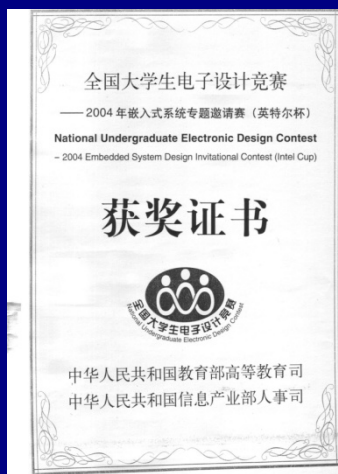 全国大学生电子设计竞赛
—— 2004 年嵌入式系统专题邀请赛（英特尔杯）
National Undergraduate Electronic Design Contest
– 2004 Embedded System Design Invitational Contest (Intel Cup)
获奖证书
全国大学生电子设计竞赛
National Undergraduate Electronic Design Contest
中华人民共和国教育部高等教育司
中华人民共和国信息产业部人事司